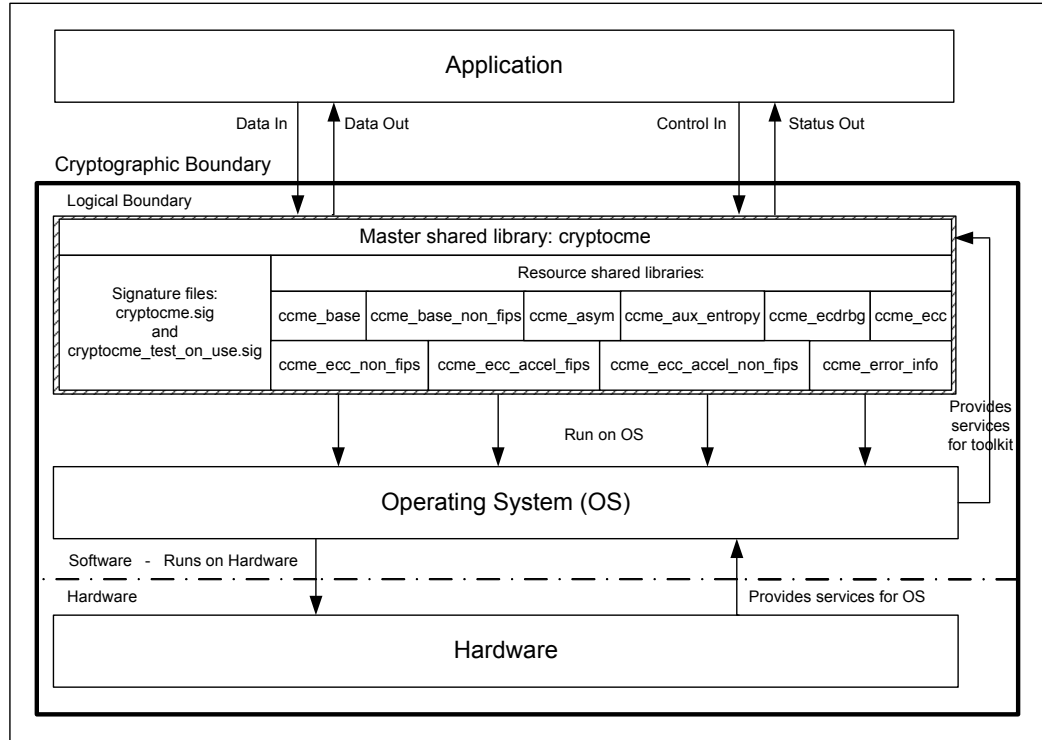 Application
Data In
Data Out
Control In
Status Out
Cryptographic Boundary
Logical Boundary
Master shared library: cryptocme
Signature files:
cryptocme.sig
and
cryptocme_test_on_use.sig
Resource shared libraries:
ccme_base
ccme_base_non_fips
ccme_asym
ccme_aux_entropy
ccme_ecdrbg
ccme_ecc
ccme_ecc_non_fips
ccme_ecc_accel_fips
ccme_ecc_accel_non_fips
ccme_error_info
Provides
services
for toolkit
Run on OS
Operating System (OS)
Software - Runs on Hardware
Hardware
Provides services for OS
Hardware